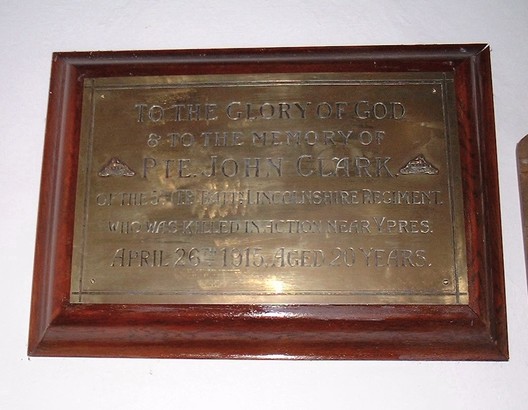 TO THE GLORY OF GOD
& TO THE MEMORY OF
PTE. JOHN CLARK.
OF THE BATT. LINCOLNSHIRE REGIMENT.
WHO WAS KILLED IN ACTION NEAR YPRES.
APRIL 26TH 1915. AGED 20 YEARS.